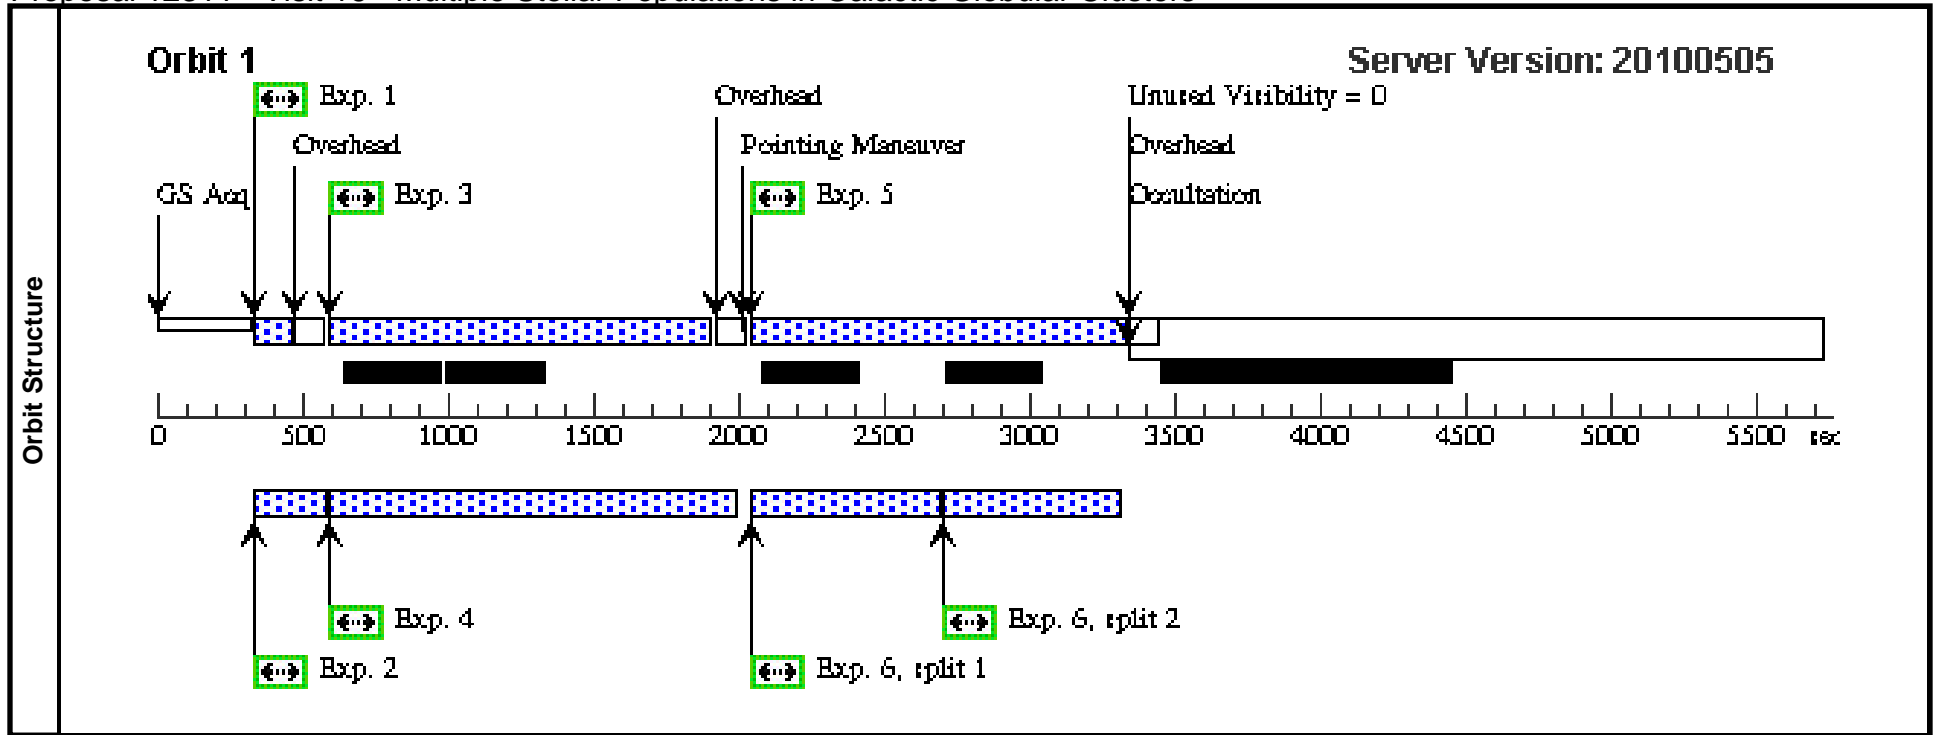 Orbit 1
Server Version: 20100505
Exp. 1
Overhead
Unused Visibility = 0
Overhead
Pointing Maneuver
Overhead
GS Acq
Exp. 3
Exp. 5
Occultation
Orbit Structure
0 500 1000 1500 2000 2500 3000 3500 4000 4500 5000 5500 sec
Exp. 4
Exp. 6, split 2
Exp. 2
Exp. 6, split 1